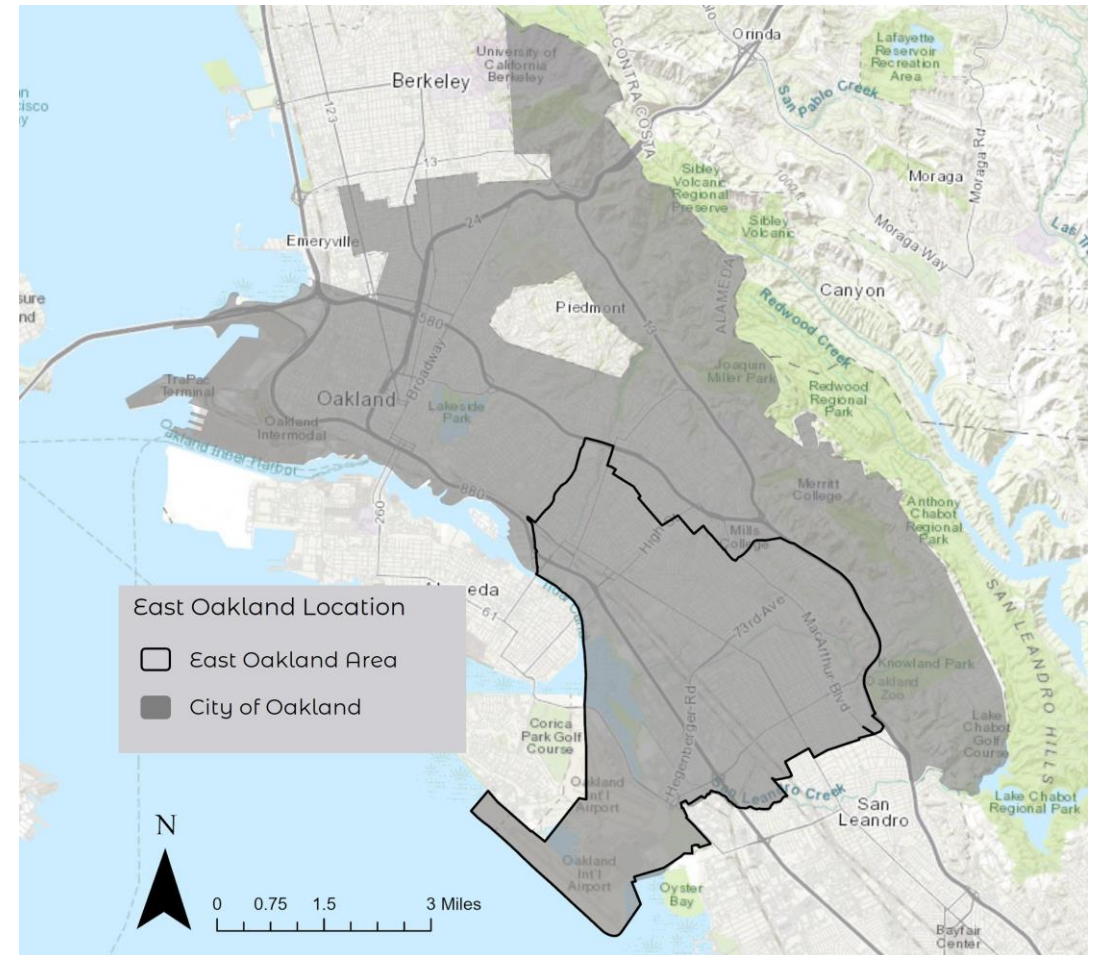 Orinda
Lafayette
Reservoir
Recreation
Area
University of
California
Berkeley
Berkeley
CONTRA COSTA
San Pablo Creek
123
13
Moraga Rd
Sibley
Volcanic
Regional
Preserve
1000 ft
Moraga
Sibley
Volcanic
Moraga Way
24
Emeryville
ALAMEDA
Canyon
Redwood Creek
Piedmont
580
13
Broadway
Joaquin
Miller Park
TraPac
Terminal
Oakland
Lakeside
Park
Redwood
Regional
Park
Oakland
Intermodal
Oakland Inner Harbor
880
260
Merritt
College
Anthony
Chabot
Regional
Park
High
Mills
College
61
73rd Ave
MacArthur Blvd
SAN LEANDRO HILLS
East Oakland Location
East Oakland Area
City of Oakland
Knowland Park
Oakland
Zoo
Corica
Park Golf
Course
Hegenberger Rd
Lake
Chabot
Golf
Course
Oakland
Int'l
Airport
San Leandro Creek
San
Leandro
Lake Chabot
Regional Park
N
0 0.75 1.5 3 Miles
Oakland
Int'l
Airport
Oyster
Bay
Bayfair
Center